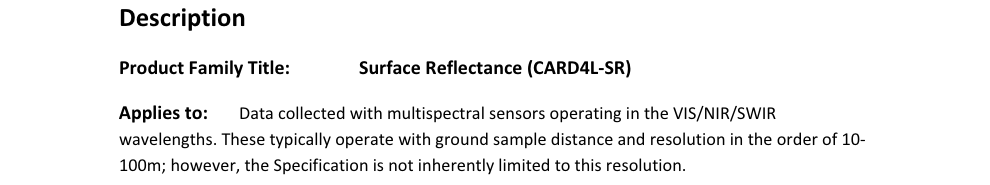 Description
Product Family Title: Surface Reflectance (CARD4L-SR)
Applies to: Data collected with multispectral sensors operating in the VIS/NIR/SWIR
wavelengths. These typically operate with ground sample distance and resolution in the order of 10-
100m; however, the Specification is not inherently limited to this resolution.